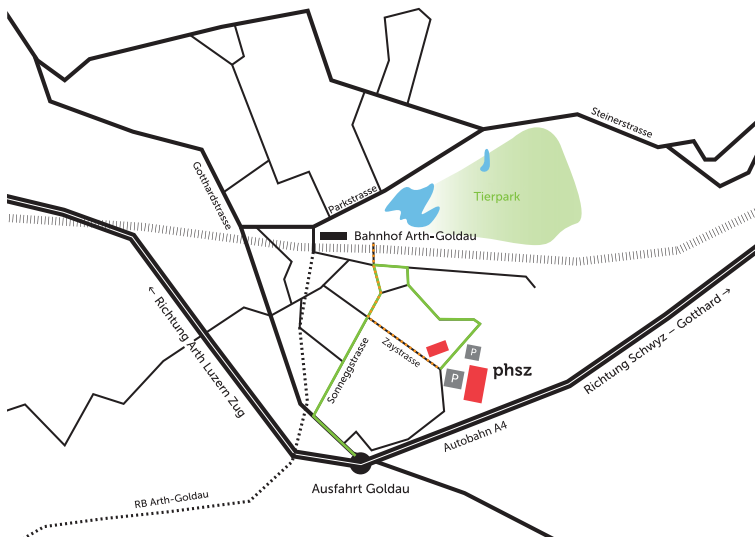 Steinerstrasse
Gotthardstrasse
Parkstrasse
Tierpark
Bahnhof Arth-Goldau
← Richtung Arth Luzern Zug
Richtung Schwyz – Gotthard →
Sonneggstrasse
Zaystrasse
P
P
phsz
Autobahn A4
Ausfahrt Goldau
RB Arth-Goldau